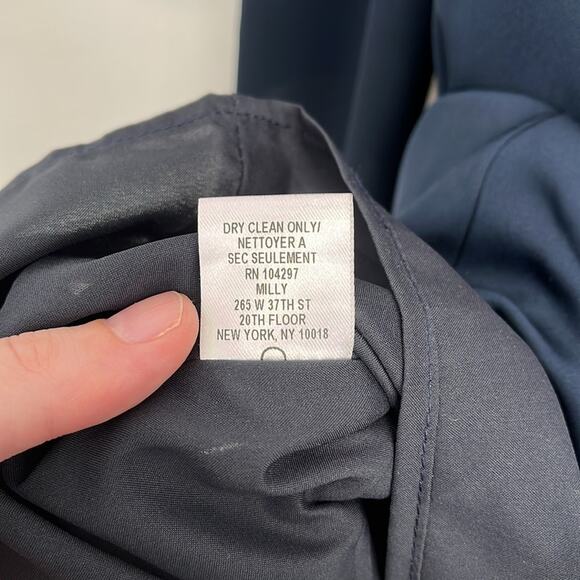 DRY CLEAN ONLY/
NETTOYER A
SEC SEULEMENT
RN 104297
MILLY
265 W 37TH ST
20TH FLOOR
NEW YORK, NY 10018